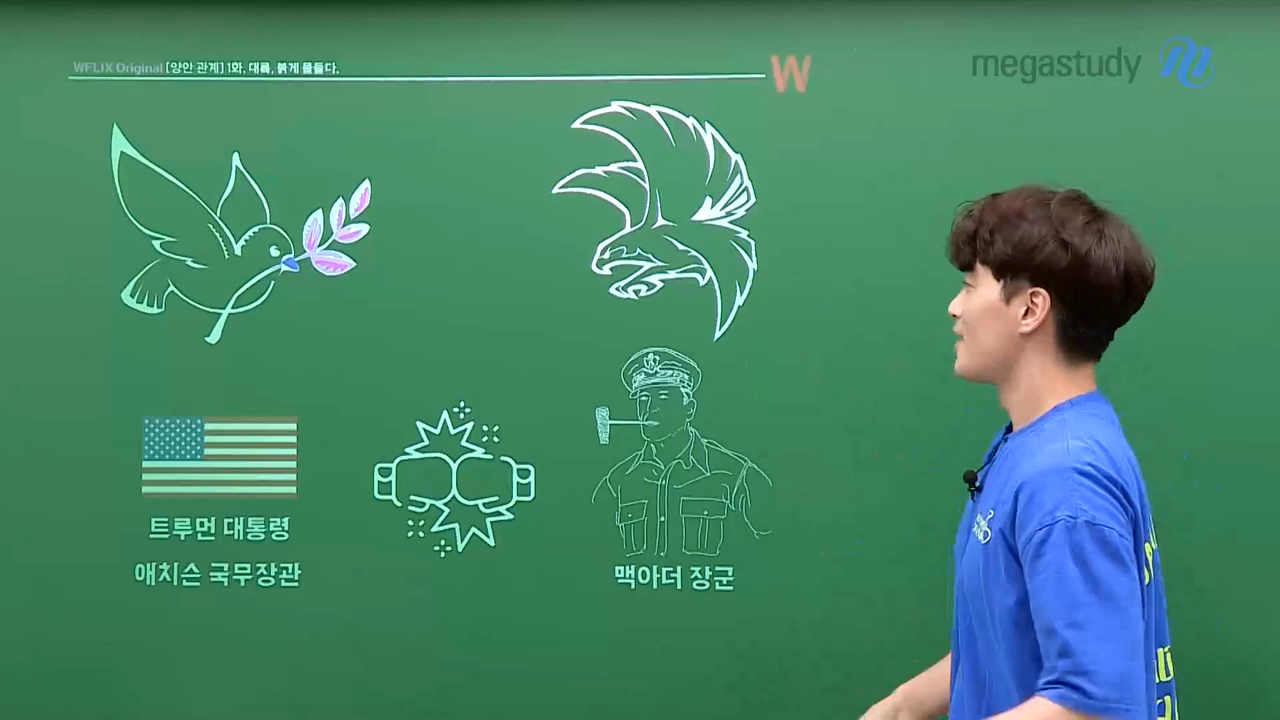 WFLIX Original [양안 관계] 1화. 대륙, 붉게 물들다.
W
megastudy
트루먼 대통령
애치슨 국무장관
맥아더 장군